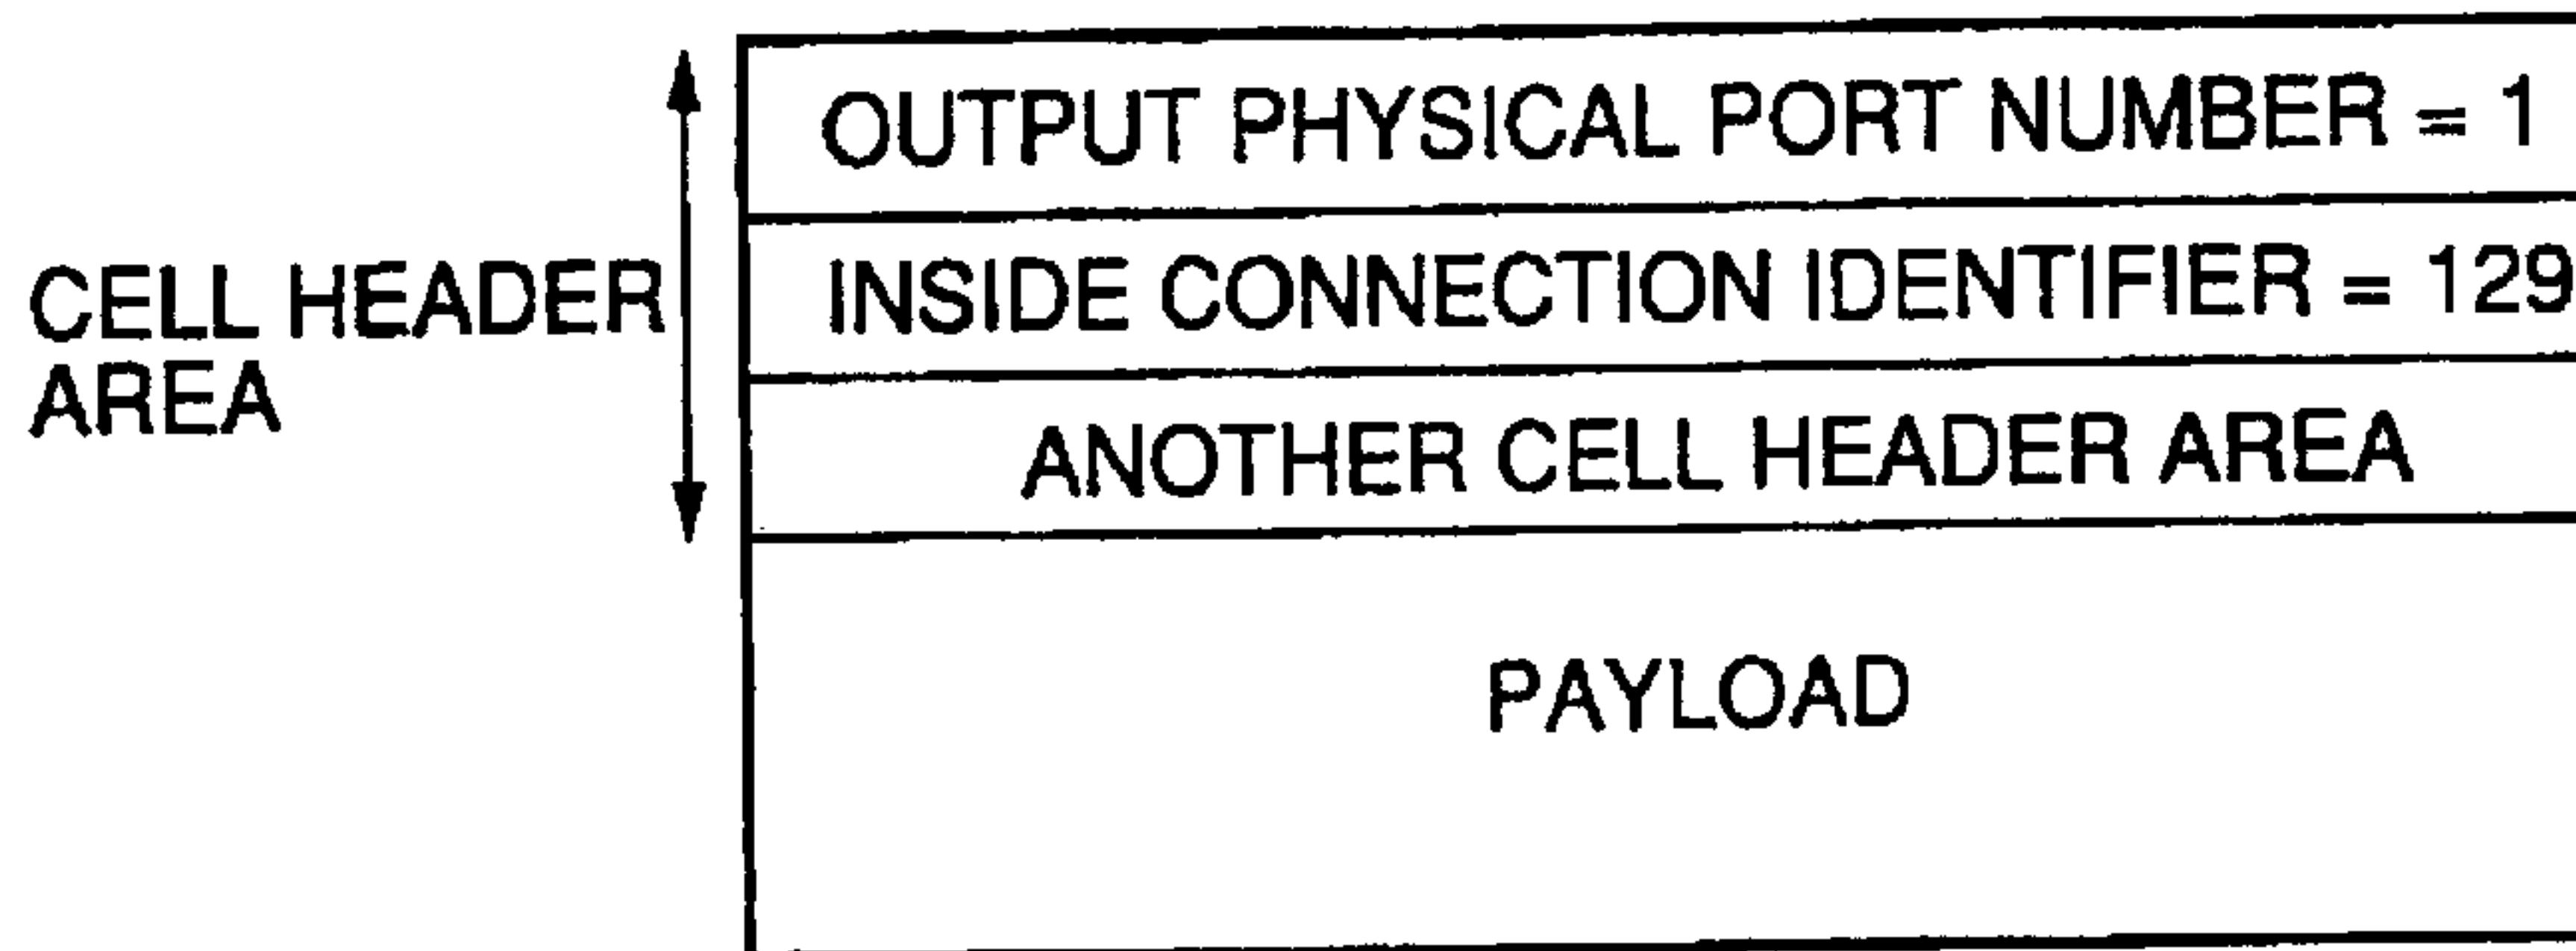 OUTPUT PHYSICAL PORT NUMBER = 1
INSIDE CONNECTION IDENTIFIER = 129
CELL HEADER
AREA
ANOTHER CELL HEADER AREA
PAYLOAD